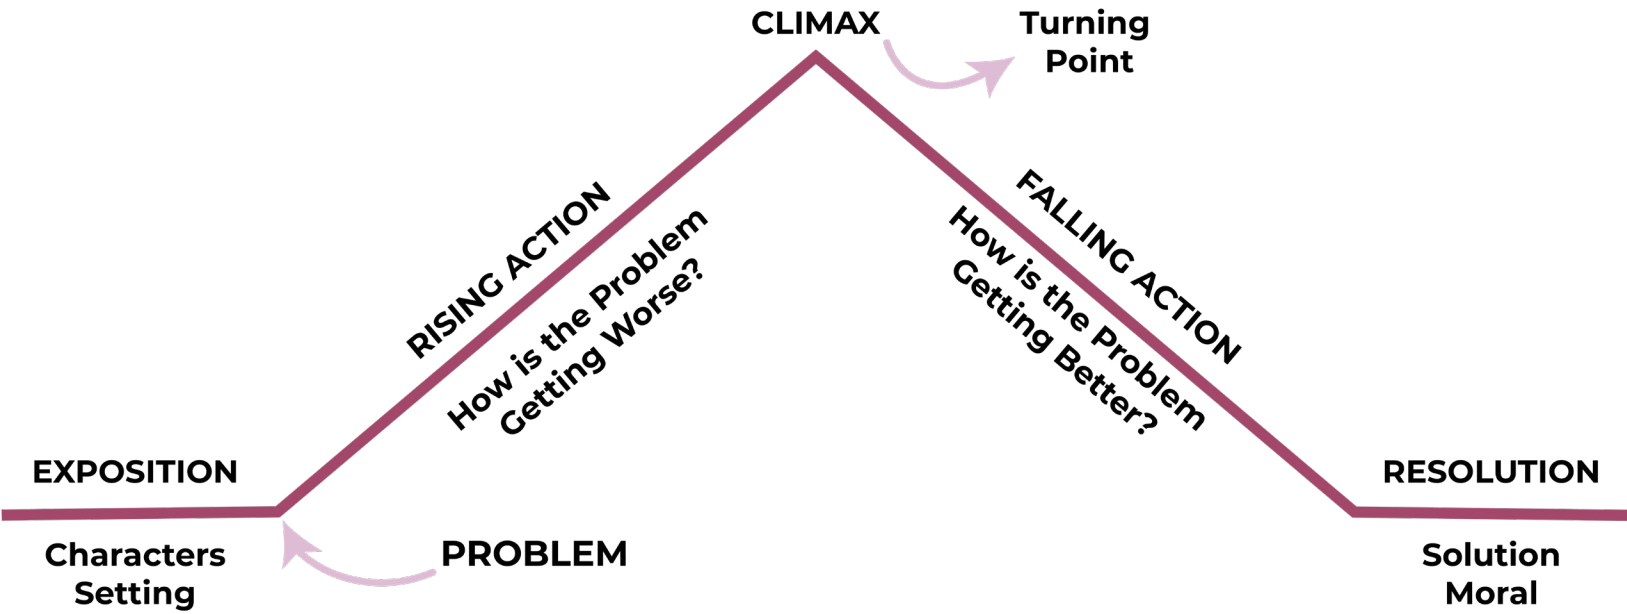 CLIMAX
Turning
Point
RISING ACTION
How is the Problem
Getting Worse?
FALLING ACTION
How is the Problem
Getting Better?
EXPOSITION
Characters
Setting
PROBLEM
RESOLUTION
Solution
Moral